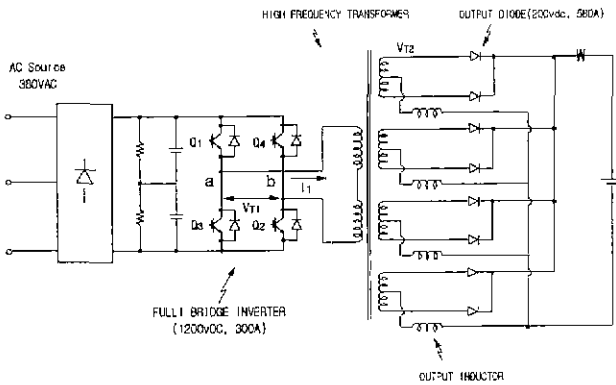 HIGH FREQUENCY TRANSFORMER
OUTPUT DIODE(200vdc, 580A)
AC Source
380VAC
VT2
Q1
Q4
a
b
I1
VT1
Q3
Q2
FULLI BRIDGE INVERTER
(1200VDC, 300A)
OUTPUT INDUCTOR